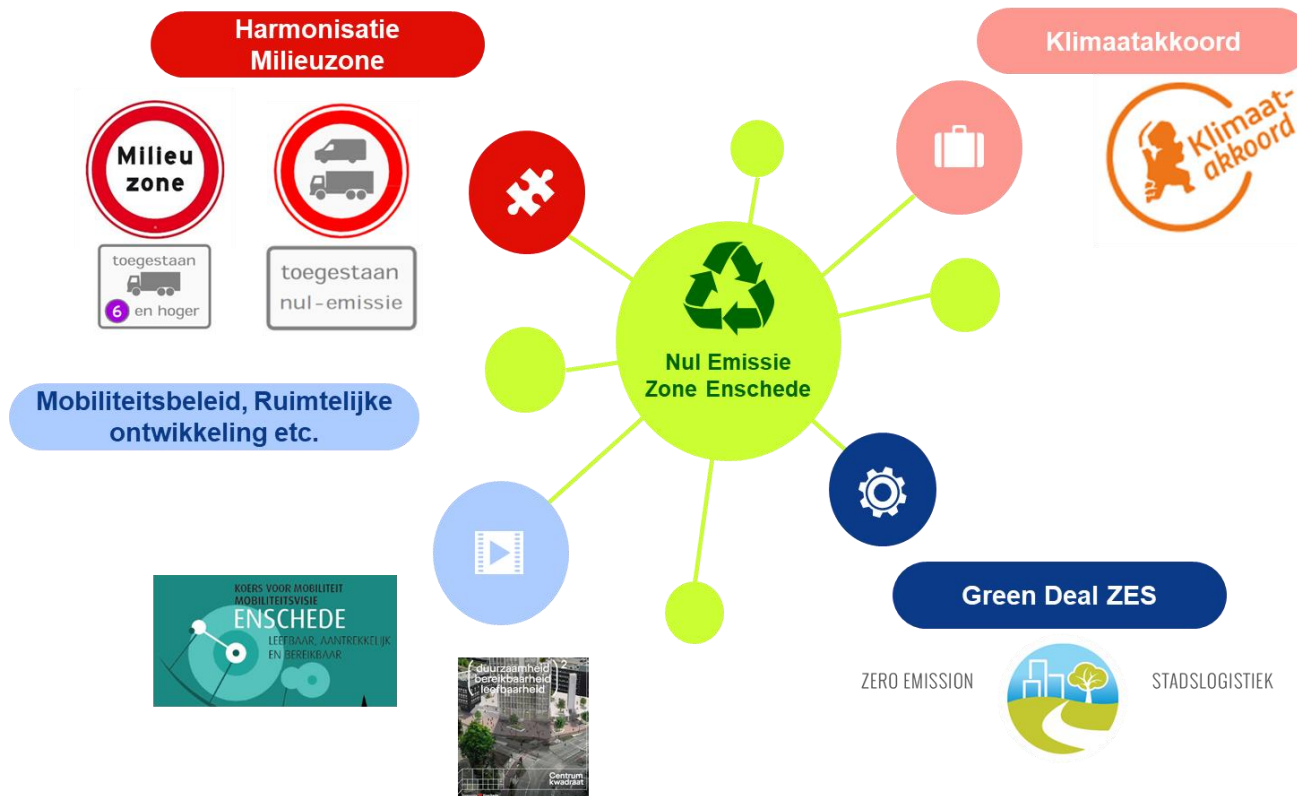 Harmonisatie
Milieuzone
Klimaatakkoord
Milieu
zone
toegestaan
6 en hoger
toegestaan
nul-emissie
Klimaat-
akkoord
Nul Emissie
Zone Enschede
Mobiliteitsbeleid, Ruimtelijke
ontwikkeling etc.
KOERS VOOR MOBILITEIT
MOBILITEITSVISIE
ENSCHEDE
LEEFBAAR, AANTREKKELIJK
EN BEREIKBAAR
(duurzaamheid
bereikbaarheid
leefbaarheid)²
Centrum
kwadraat
Green Deal ZES
ZERO EMISSION
STADSLOGISTIEK